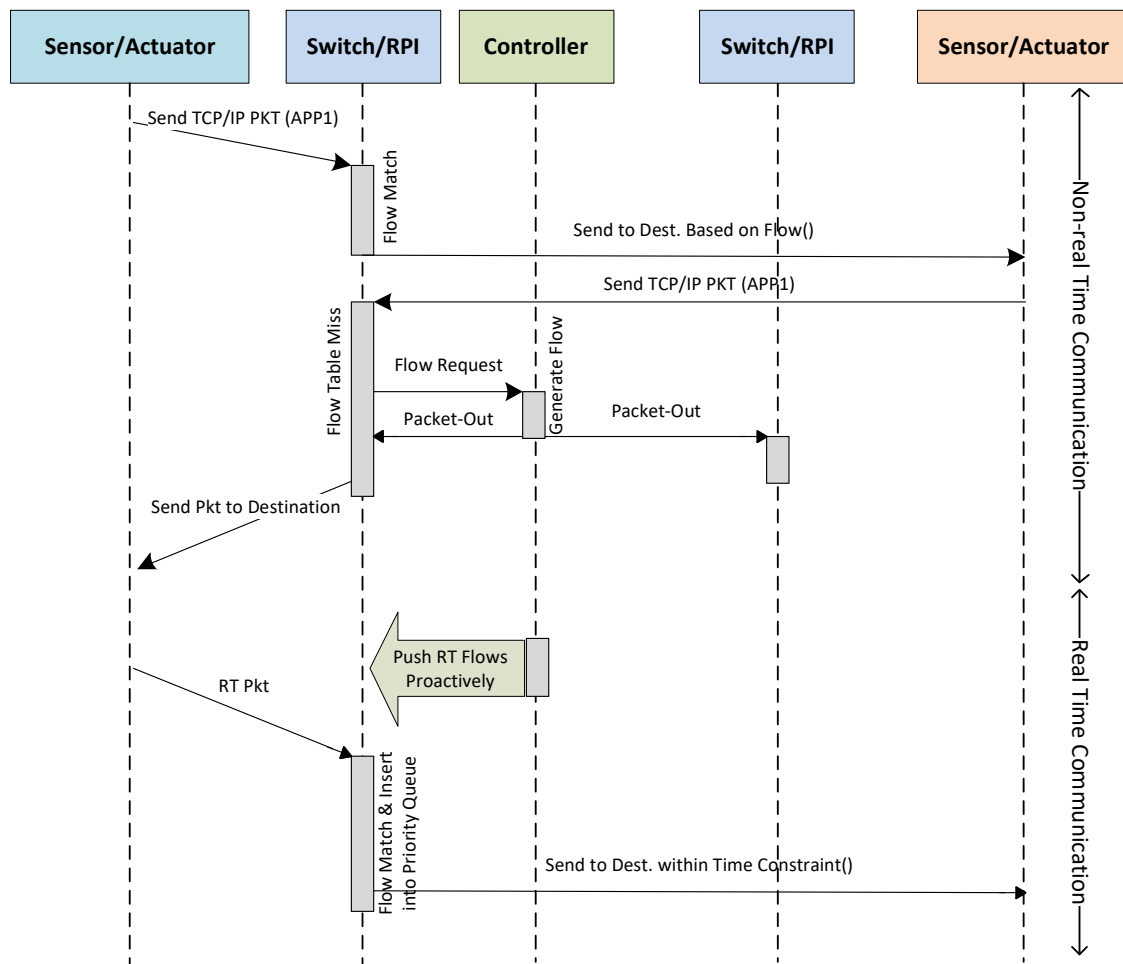 Sensor/Actuator
Switch/RPI
Controller
Switch/RPI
Sensor/Actuator
Send TCP/IP PKT (APP1)
Flow Match
Send to Dest. Based on Flow()
Send TCP/IP PKT (APP1)
Flow Table Miss
Flow Request
Generate Flow
Packet-Out
Packet-Out
Send Pkt to Destination
Non-real Time Communication
Push RT Flows
Proactively
RT Pkt
Flow Match & Insert
into Priority Queue
Send to Dest. within Time Constraint()
Real Time Communication